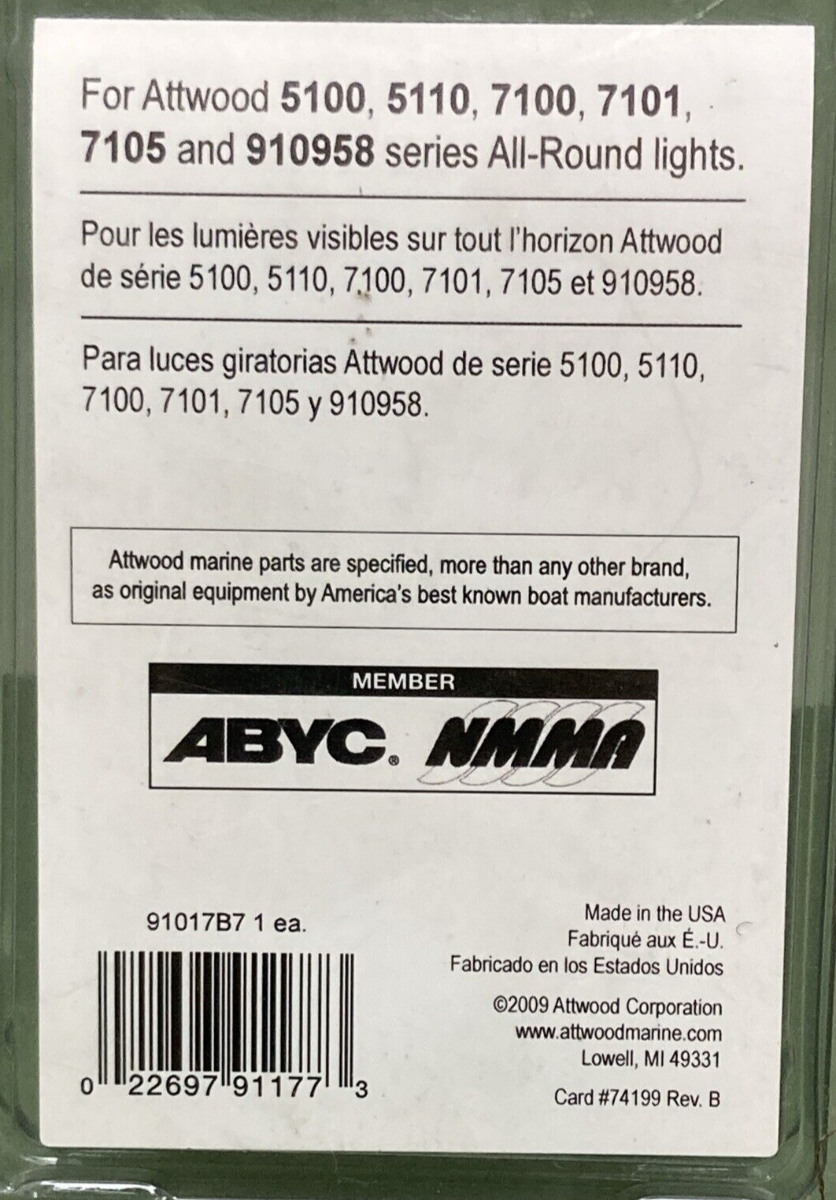 For Attwood 5100, 5110, 7100, 7101,
7105 and 910958 series All-Round lights.
Pour les lumières visibles sur tout l'horizon Attwood
de série 5100, 5110, 7100, 7101, 7105 et 910958.
Para luces giratorias Attwood de serie 5100, 5110,
7100, 7101, 7105 y 910958.
Attwood marine parts are specified, more than any other brand,
as original equipment by America's best known boat manufacturers.
MEMBER
ABYC® NMMA
91017B7 1 ea.
0 22697 91177 3
Made in the USA
Fabriqué aux É.-U.
Fabricado en los Estados Unidos
©2009 Attwood Corporation
www.attwoodmarine.com
Lowell, MI 49331
Card #74199 Rev. B